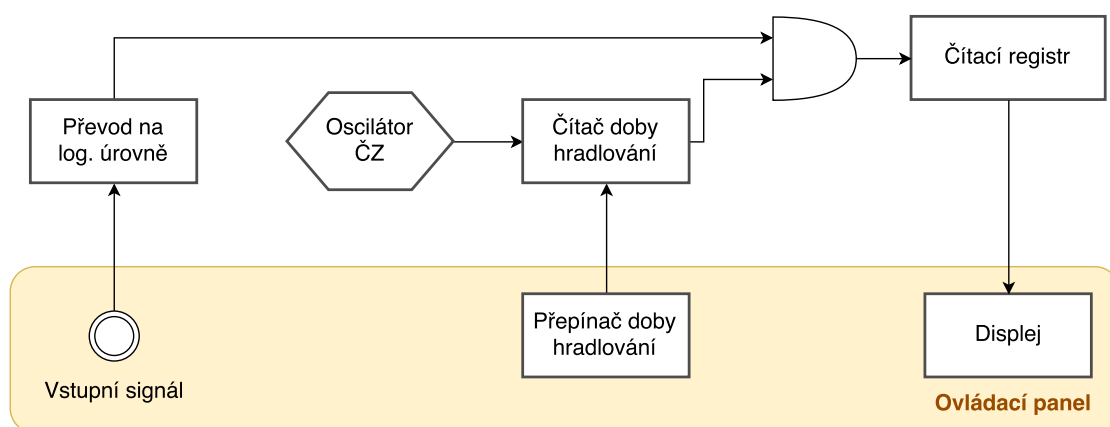 Čítací registr
Převod na
log. úrovně
Oscilátor
ČZ
Čítač doby
hradlování
Přepínač doby
hradlování
Displej
Vstupní signál
Ovládací panel